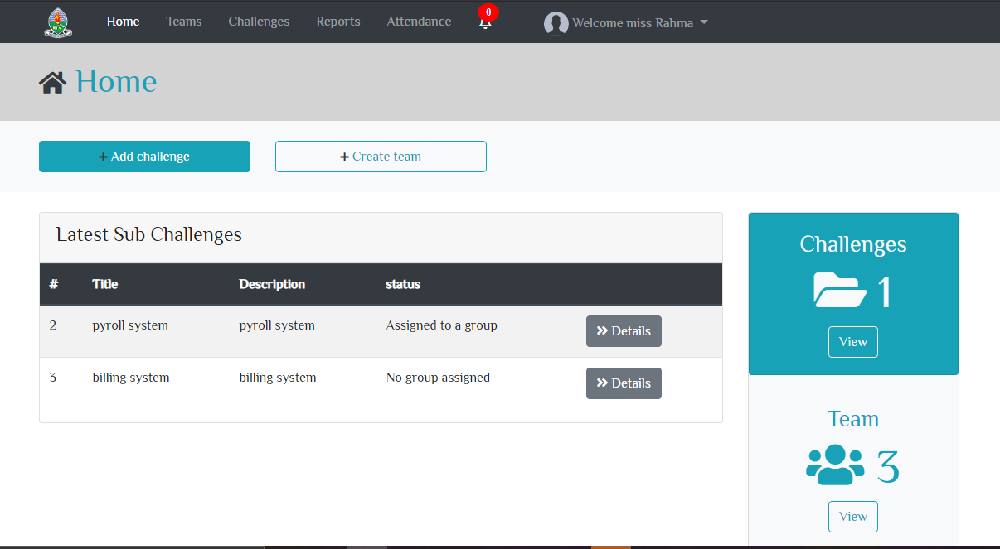 Home Teams Challenges Reports Attendance 0 Welcome miss Rahma
Home
+ Add challenge + Create team
Latest Sub Challenges
# Title Description status
2 pyroll system pyroll system Assigned to a group » Details
3 billing system billing system No group assigned » Details
Challenges
1
View
Team
3
View